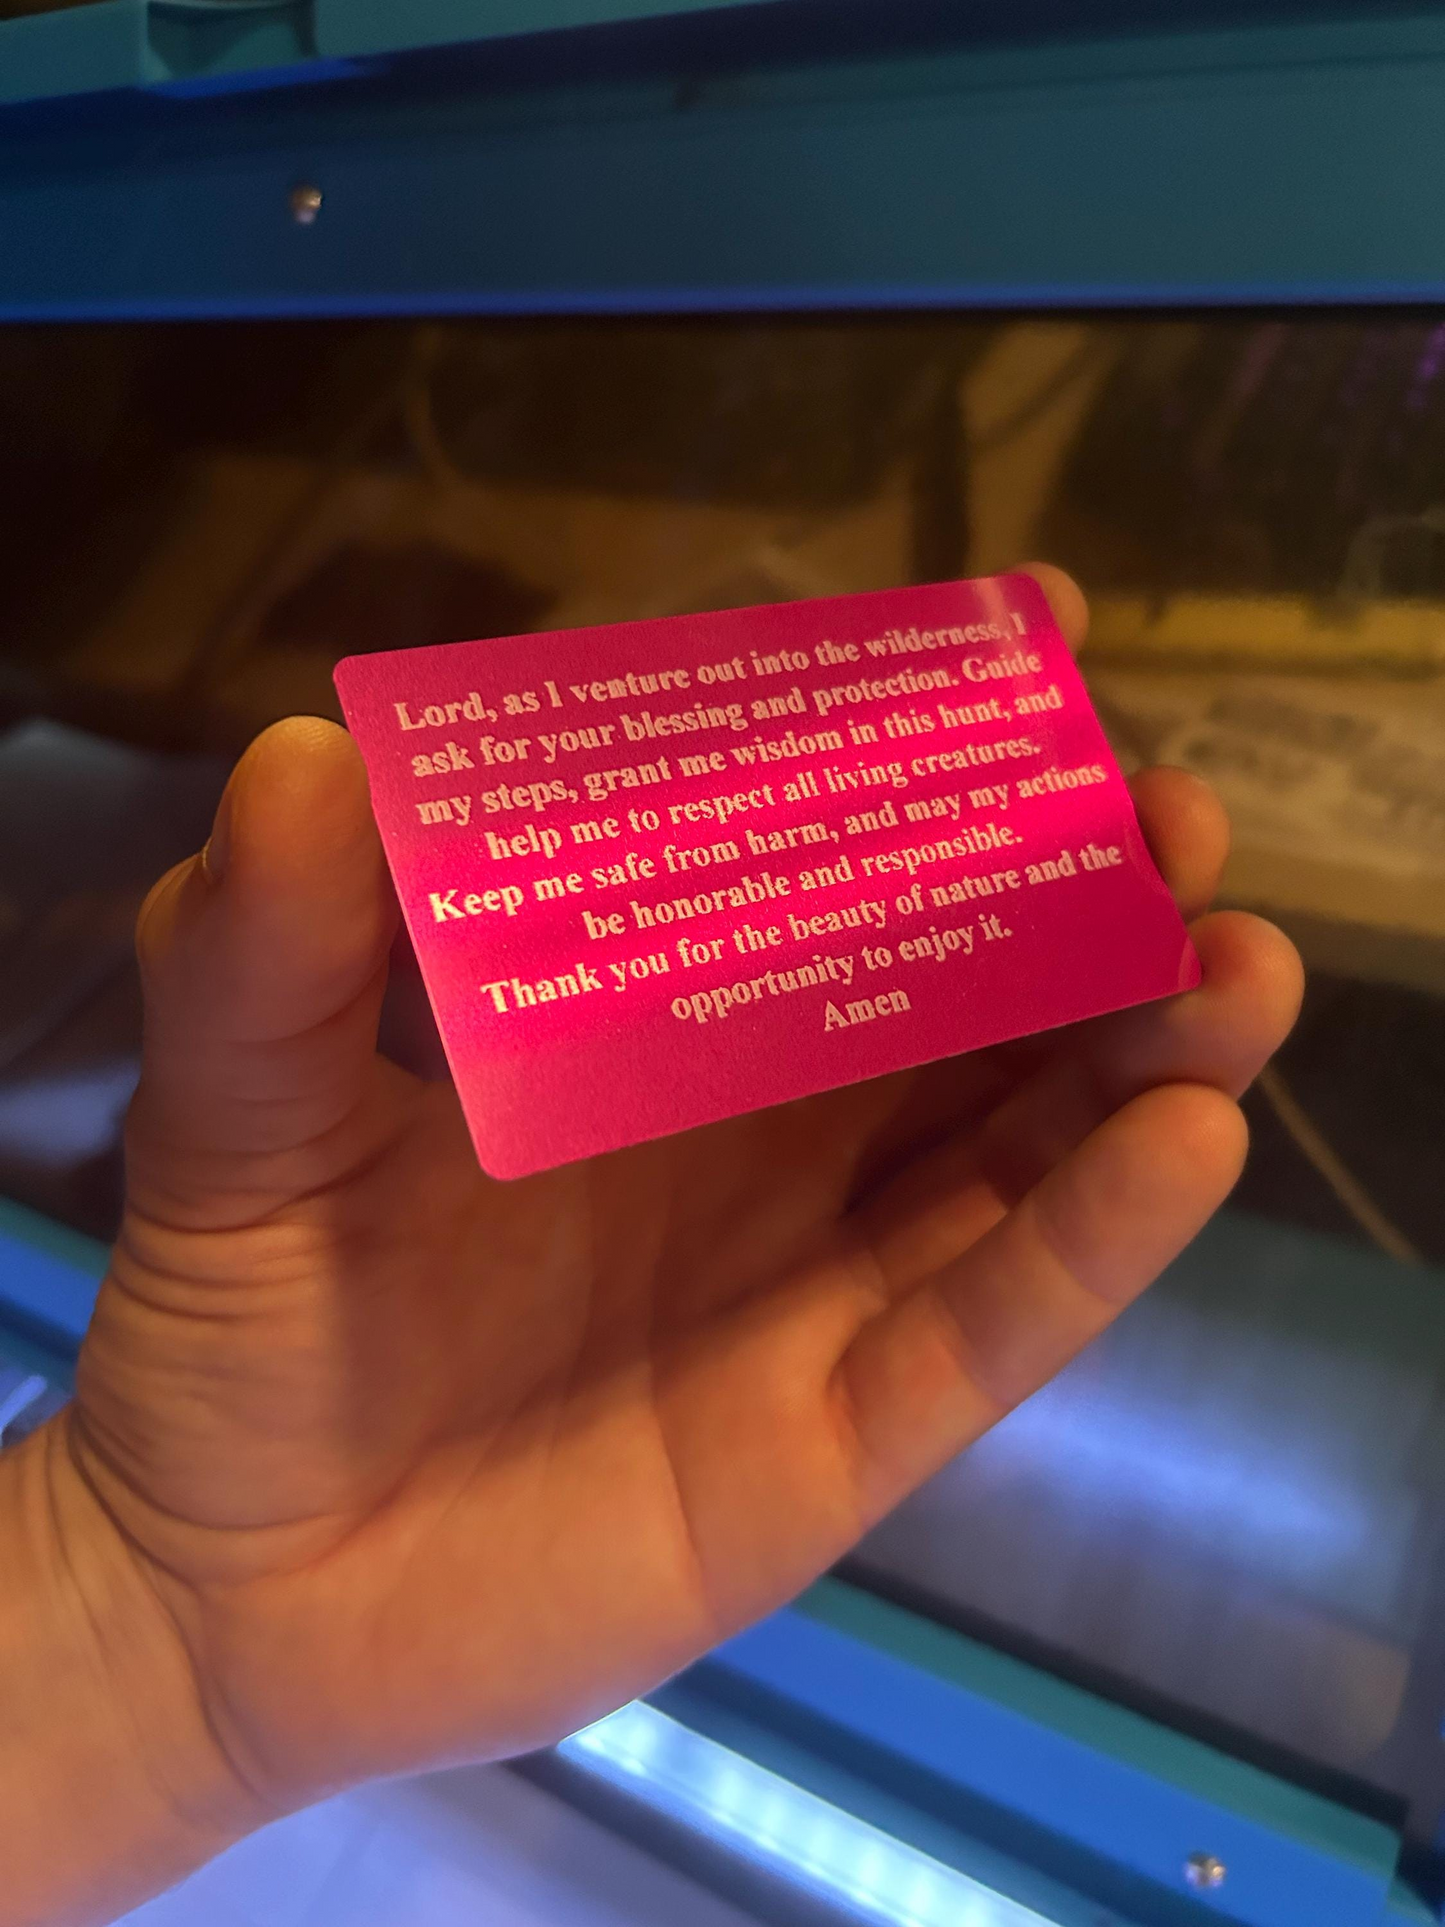 Lord, as I venture out into the wilderness, I
ask for your blessing and protection. Guide
my steps, grant me wisdom in this hunt, and
help me to respect all living creatures.
Keep me safe from harm, and may my actions
be honorable and responsible.
Thank you for the beauty of nature and the
opportunity to enjoy it.
Amen